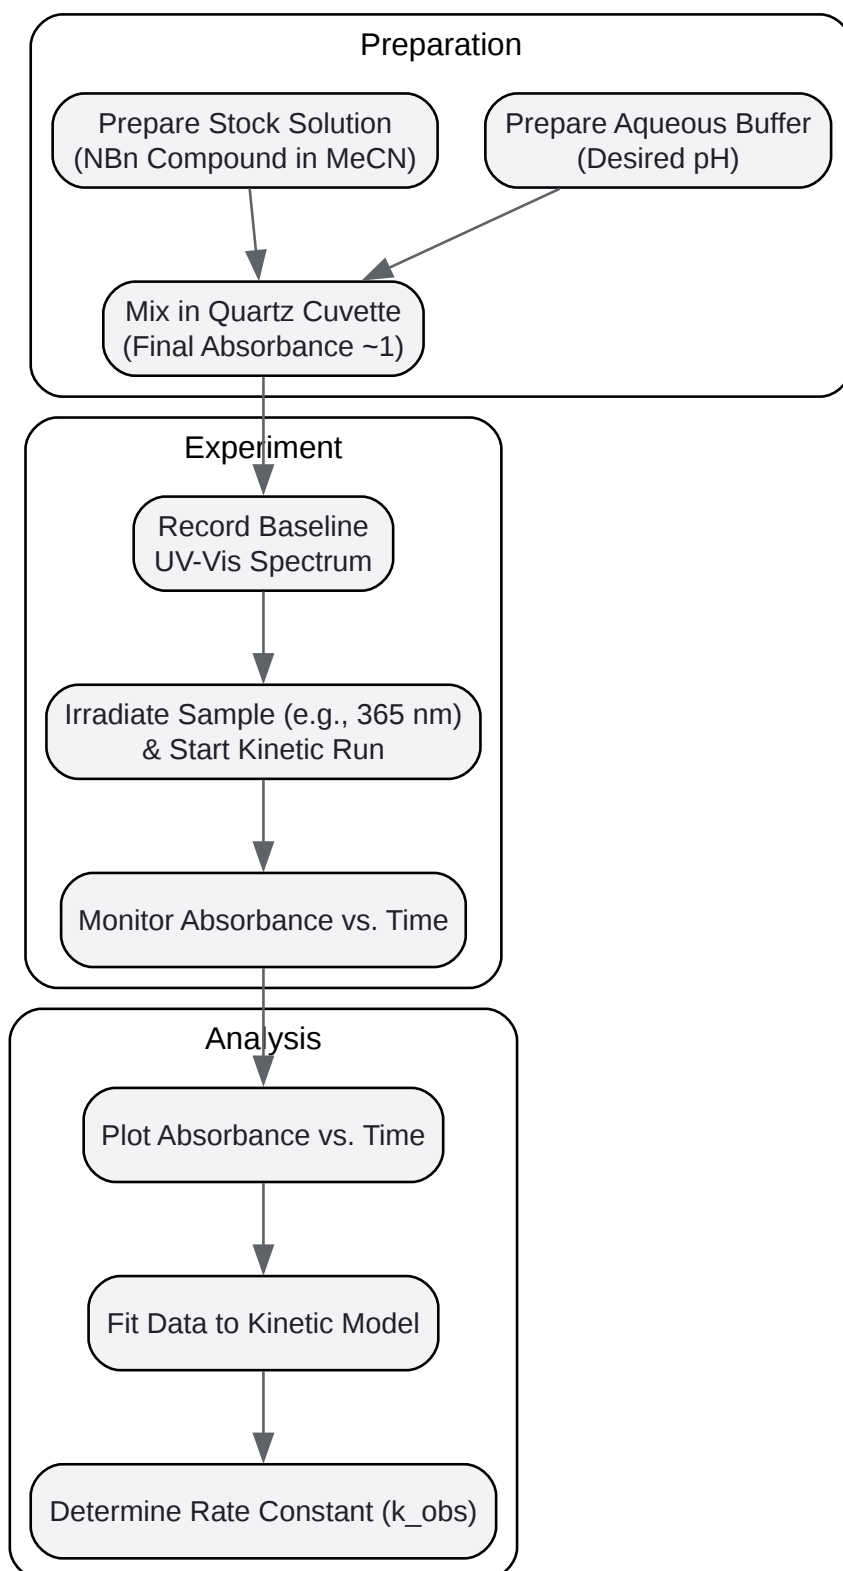 Preparation
Prepare Stock Solution
(NBn Compound in MeCN)
Prepare Aqueous Buffer
(Desired pH)
Mix in Quartz Cuvette
(Final Absorbance ~1)
Experiment
Record Baseline
UV-Vis Spectrum
Irradiate Sample (e.g., 365 nm)
& Start Kinetic Run
Monitor Absorbance vs. Time
Analysis
Plot Absorbance vs. Time
Fit Data to Kinetic Model
Determine Rate Constant (k_obs)